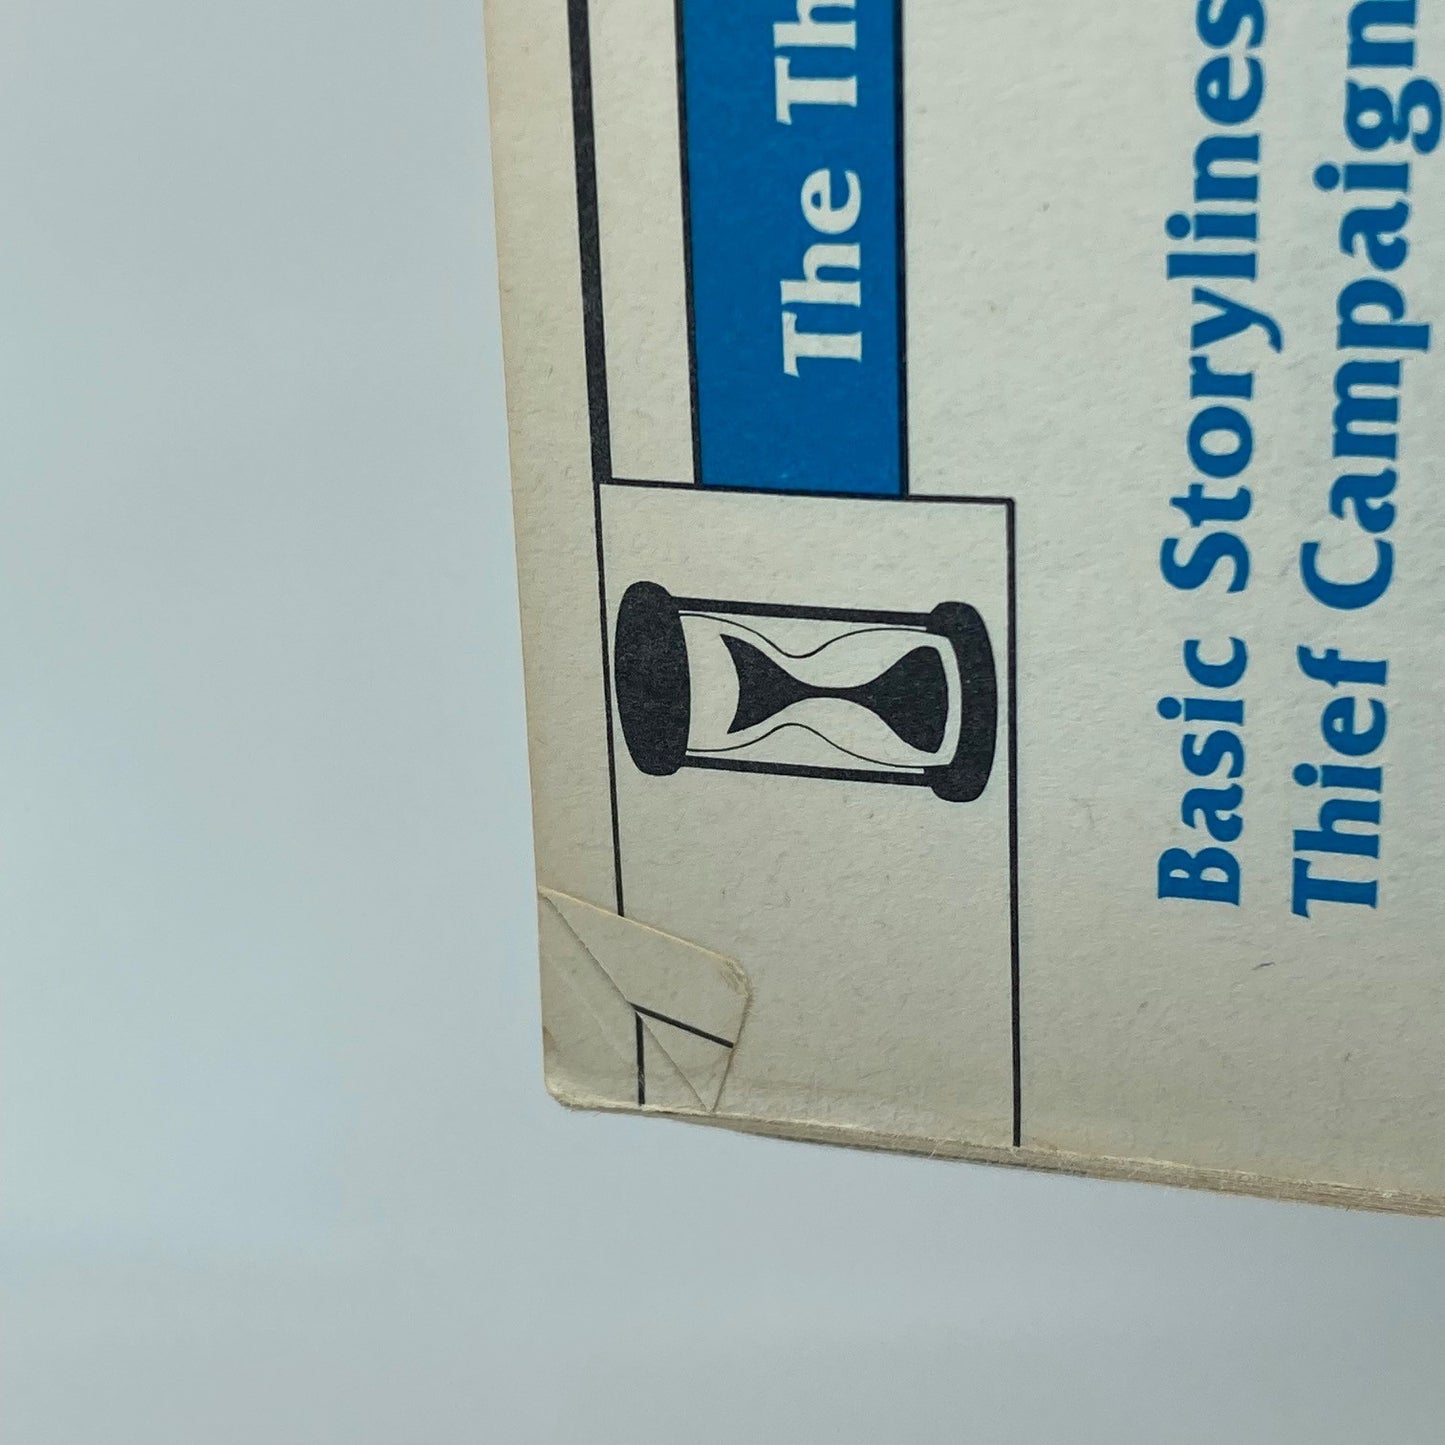 The Th
Basic Storylines
Thief Campaign